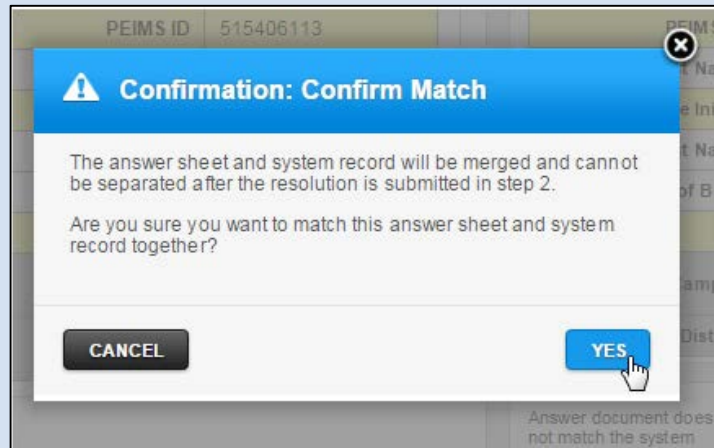 PEIMS ID 515406113
Confirmation: Confirm Match
The answer sheet and system record will be merged and cannot
be separated after the resolution is submitted in step 2.
Are you sure you want to match this answer sheet and system
record together?
CANCEL
YES
Answer document does
not match the system